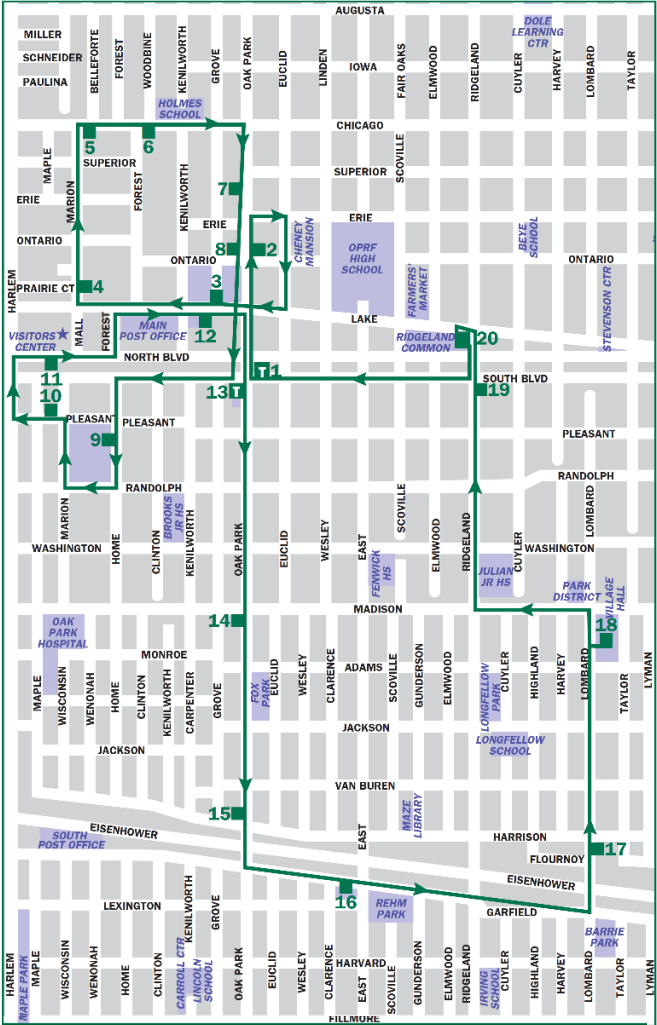 AUGUSTA
MILLER
SCHNEIDER
PAULINA
BELLEFORTE
FOREST
WOODBINE
KENILWORTH
GROVE
OAK PARK
EUCLID
LINDEN
IOWA
FAIR OAKS
ELMWOOD
RIDGELAND
DOLE
LEARNING
CTR
CUYLER
HARVEY
LOMBARD
TAYLOR
HOLMES
SCHOOL
CHICAGO
5
6
MAPLE
SUPERIOR
MARION
FOREST
KENILWORTH
7
SUPERIOR
SCOVILLE
ERIE
ERIE
ERIE
ONTARIO
8
2
ONTARIO
CHENEY
MANSION
OPRF
HIGH
SCHOOL
FARMERS'
MARKET
BEYE
SCHOOL
ONTARIO
STEVENSON CTR
HARLEM
PRAIRIE CT
4
3
LAKE
VISITORS
CENTER
MALL
FOREST
MAIN
POST OFFICE
12
RIDGELAND
COMMON
20
NORTH BLVD
11
T
1
SOUTH BLVD
10
13
T
19
PLEASANT
PLEASANT
9
PLEASANT
RANDOLPH
RANDOLPH
MARION
HOME
CLINTON
BROOKS
JR HS
KENILWORTH
OAK PARK
EUCLID
WESLEY
EAST
SCOVILLE
ELMWOOD
RIDGELAND
CUYLER
LOMBARD
WASHINGTON
WASHINGTON
FENWICK
HS
JULIAN
JR HS
PARK
DISTRICT
VILLAGE
HALL
MADISON
OAK
PARK
HOSPITAL
14
18
MONROE
ADAMS
MAPLE
WISCONSIN
WENONAH
HOME
CLINTON
KENILWORTH
CARPENTER
GROVE
FOX
PARK
EUCLID
WESLEY
CLARENCE
SCOVILLE
GUNDERSON
ELMWOOD
LONGFELLOW
PARK
CUYLER
HIGHLAND
HARVEY
LOMBARD
TAYLOR
LYMAN
JACKSON
JACKSON
LONGFELLOW
SCHOOL
VAN BUREN
15
EISENHOWER
SOUTH
POST OFFICE
EAST
MAZE
LIBRARY
HARRISON
FLOURNOY
17
EISENHOWER
16
REHM
PARK
GARFIELD
LEXINGTON
KENILWORTH
GROVE
BARRIE
PARK
HARLEM
MAPLE PARK
MAPLE
WISCONSIN
WENONAH
HOME
CLINTON
CARROLL CTR
LINCOLN
SCHOOL
OAK PARK
EUCLID
WESLEY
CLARENCE
HARVARD
EAST
SCOVILLE
GUNDERSON
ELMWOOD
RIDGELAND
IRVING
SCHOOL
CUYLER
HIGHLAND
HARVEY
LOMBARD
TAYLOR
LYMAN
FILLMORE